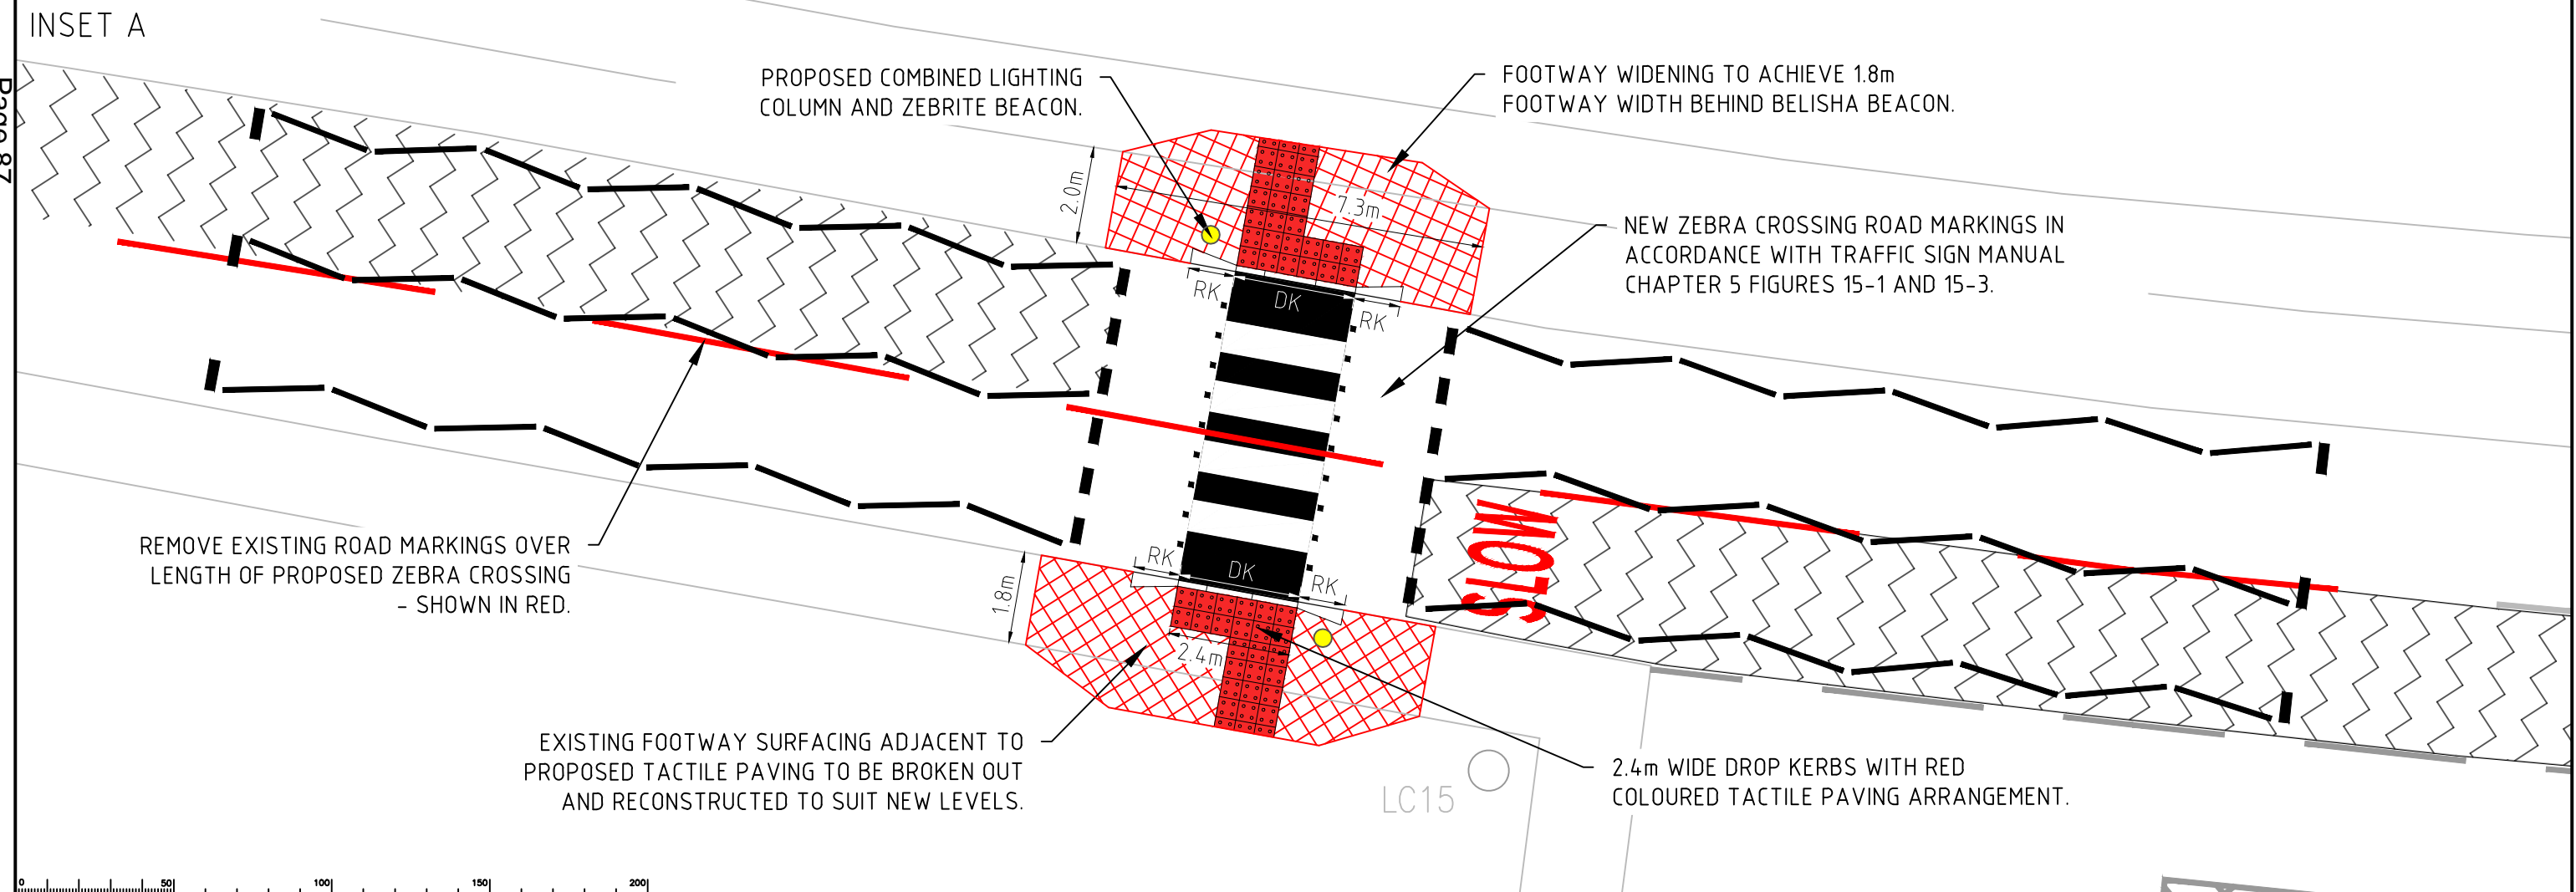 INSET A
Page 87
PROPOSED COMBINED LIGHTING
COLUMN AND ZEBRITE BEACON.
FOOTWAY WIDENING TO ACHIEVE 1.8m
FOOTWAY WIDTH BEHIND BELISHA BEACON.
2.0m
7.3m
NEW ZEBRA CROSSING ROAD MARKINGS IN
ACCORDANCE WITH TRAFFIC SIGN MANUAL
CHAPTER 5 FIGURES 15-1 AND 15-3.
RK
DK
RK
REMOVE EXISTING ROAD MARKINGS OVER
LENGTH OF PROPOSED ZEBRA CROSSING
- SHOWN IN RED.
SLOW
RK
DK
RK
1.8m
2.4m
EXISTING FOOTWAY SURFACING ADJACENT TO
PROPOSED TACTILE PAVING TO BE BROKEN OUT
AND RECONSTRUCTED TO SUIT NEW LEVELS.
2.4m WIDE DROP KERBS WITH RED
COLOURED TACTILE PAVING ARRANGEMENT.
LC15
0 50 100 150 200